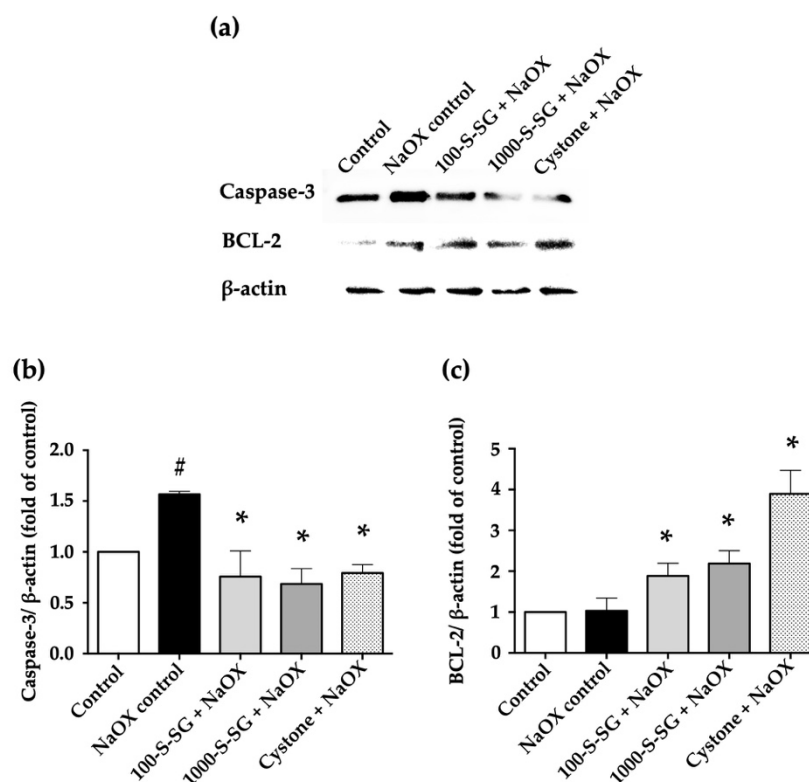 (a)
Control
NaOX control
100-S-SG + NaOX
1000-S-SG + NaOX
Cystone + NaOX
Caspase-3
BCL-2
β-actin
(b)
Caspase-3/ β-actin (fold of control)
2.0
1.5
1.0
0.5
0.0
#
*
*
*
Control
NaOX control
100-S-SG + NaOX
1000-S-SG + NaOX
Cystone + NaOX
(c)
BCL-2/ β-actin (fold of control)
5
4
3
2
1
0
*
*
*
Control
NaOX control
100-S-SG + NaOX
1000-S-SG + NaOX
Cystone + NaOX